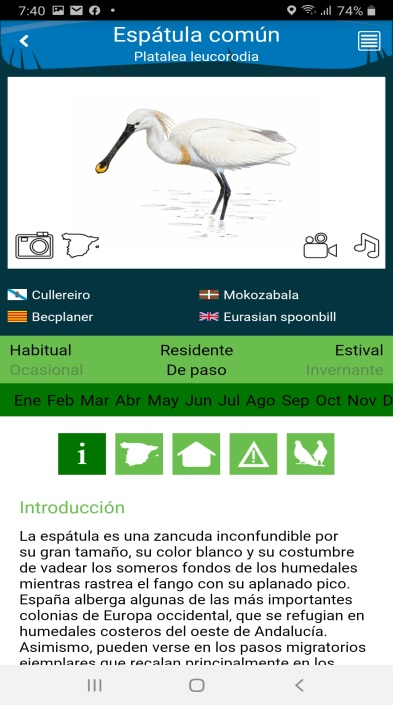 7:40
74%
Espátula común
Platalea leucorodia
Cullereiro
Mokozabala
Becplaner
Eurasian spoonbill
Habitual Residente Estival
Ocasional De paso Invernante
Ene Feb Mar Abr May Jun Jul Ago Sep Oct Nov D
i
Introducción
La espátula es una zancuda inconfundible por
su gran tamaño, su color blanco y su costumbre
de vadear los someros fondos de los humedales
mientras rastrea el fango con su aplanado pico.
España alberga algunas de las más importantes
colonias de Europa occidental, que se refugian en
humedales costeros del oeste de Andalucía.
Asimismo, pueden verse en los pasos migratorios
ejemplares que recalan principalmente en los